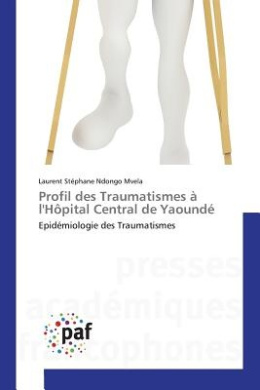 Laurent Stéphane Ndongo Mvela
Profil des Traumatismes à
l'Hôpital Central de Yaoundé
Epidémiologie des Traumatismes
presses
académiques
francophones
paf